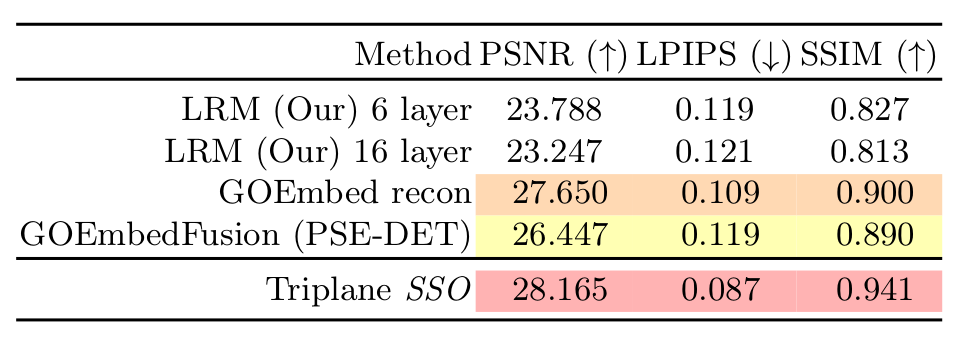 Method PSNR (↑) LPIPS (↓) SSIM (↑)
LRM (Our) 6 layer 23.788 0.119 0.827
LRM (Our) 16 layer 23.247 0.121 0.813
GOEmbed recon 27.650 0.109 0.900
GOEmbedFusion (PSE-DET) 26.447 0.119 0.890
Triplane SSO 28.165 0.087 0.941